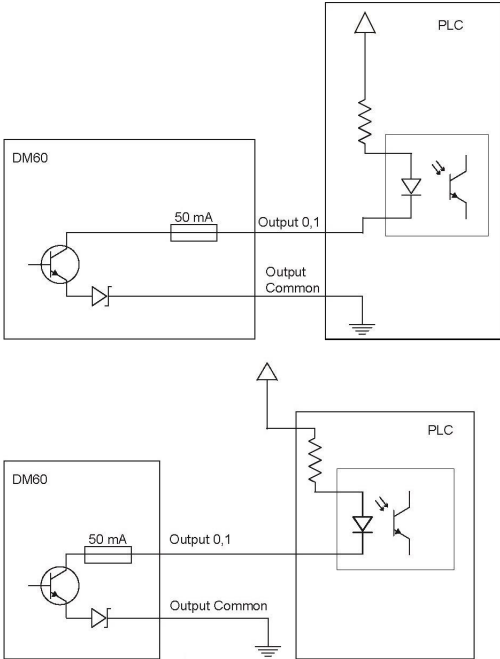 PLC
DM60
50 mA
Output 0,1
Output
Common
PLC
DM60
50 mA
Output 0,1
Output Common